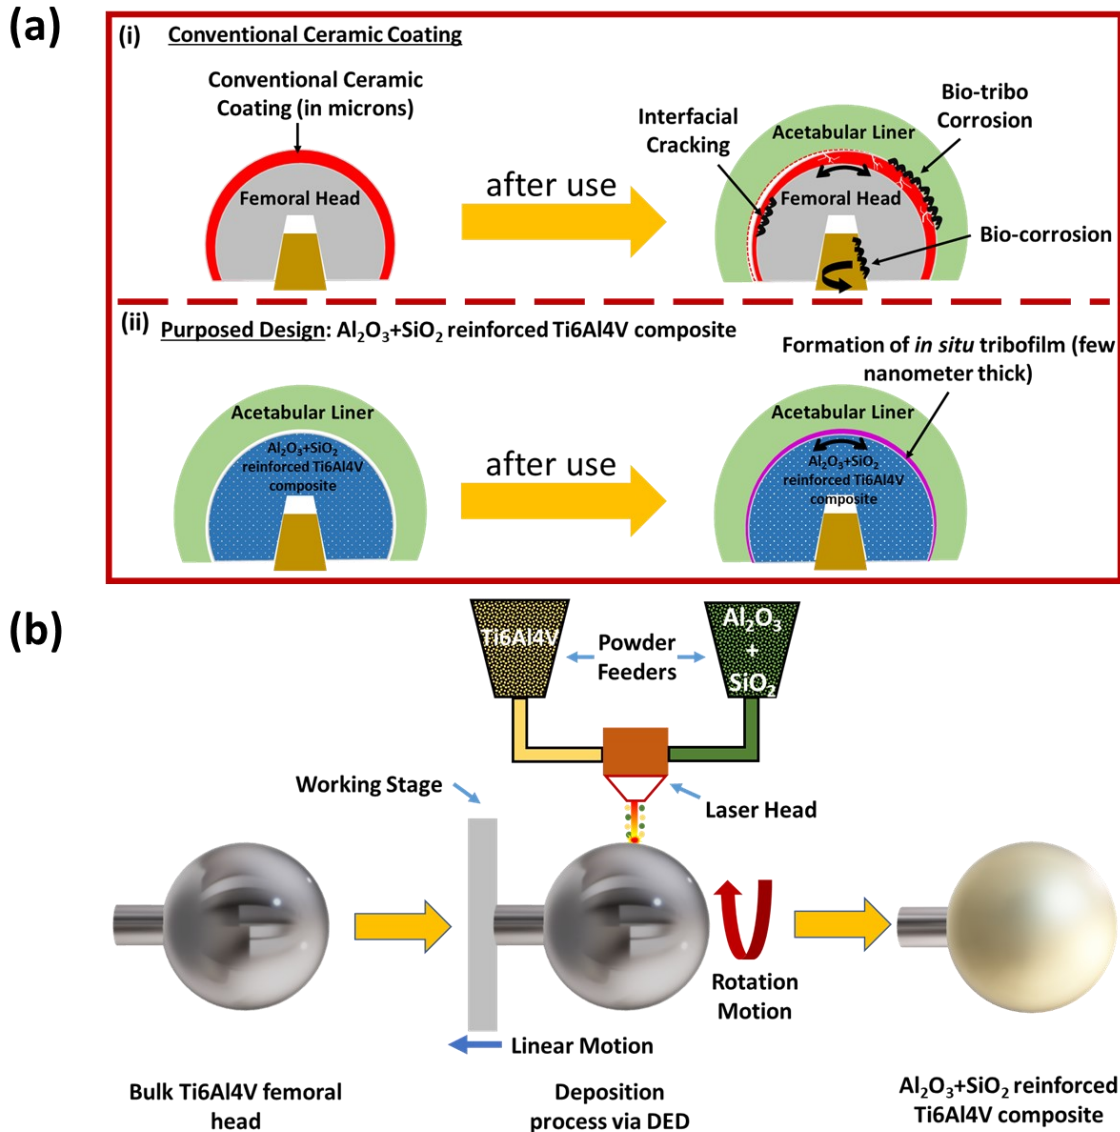 (a)
(i) Conventional Ceramic Coating
Conventional Ceramic
Coating (in microns)
Femoral Head
after use
Interfacial
Cracking
Acetabular Liner
Femoral Head
Bio-tribo
Corrosion
Bio-corrosion
(ii) Purposed Design: Al₂O₃+SiO₂ reinforced Ti6Al4V composite
Formation of in situ tribofilm (few
nanometer thick)
Acetabular Liner
Al₂O₃+SiO₂
reinforced Ti6Al4V
composite
after use
Acetabular Liner
Al₂O₃+SiO₂
reinforced Ti6Al4V
composite
(b)
Ti6Al4V
Powder
Feeders
Al₂O₃
+
SiO₂
Working Stage
Laser Head
Rotation
Motion
Linear Motion
Bulk Ti6Al4V femoral
head
Deposition
process via DED
Al₂O₃+SiO₂ reinforced
Ti6Al4V composite